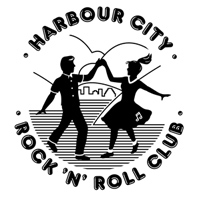 · HARBOUR CITY ·
ROCK 'N' ROLL CLUB